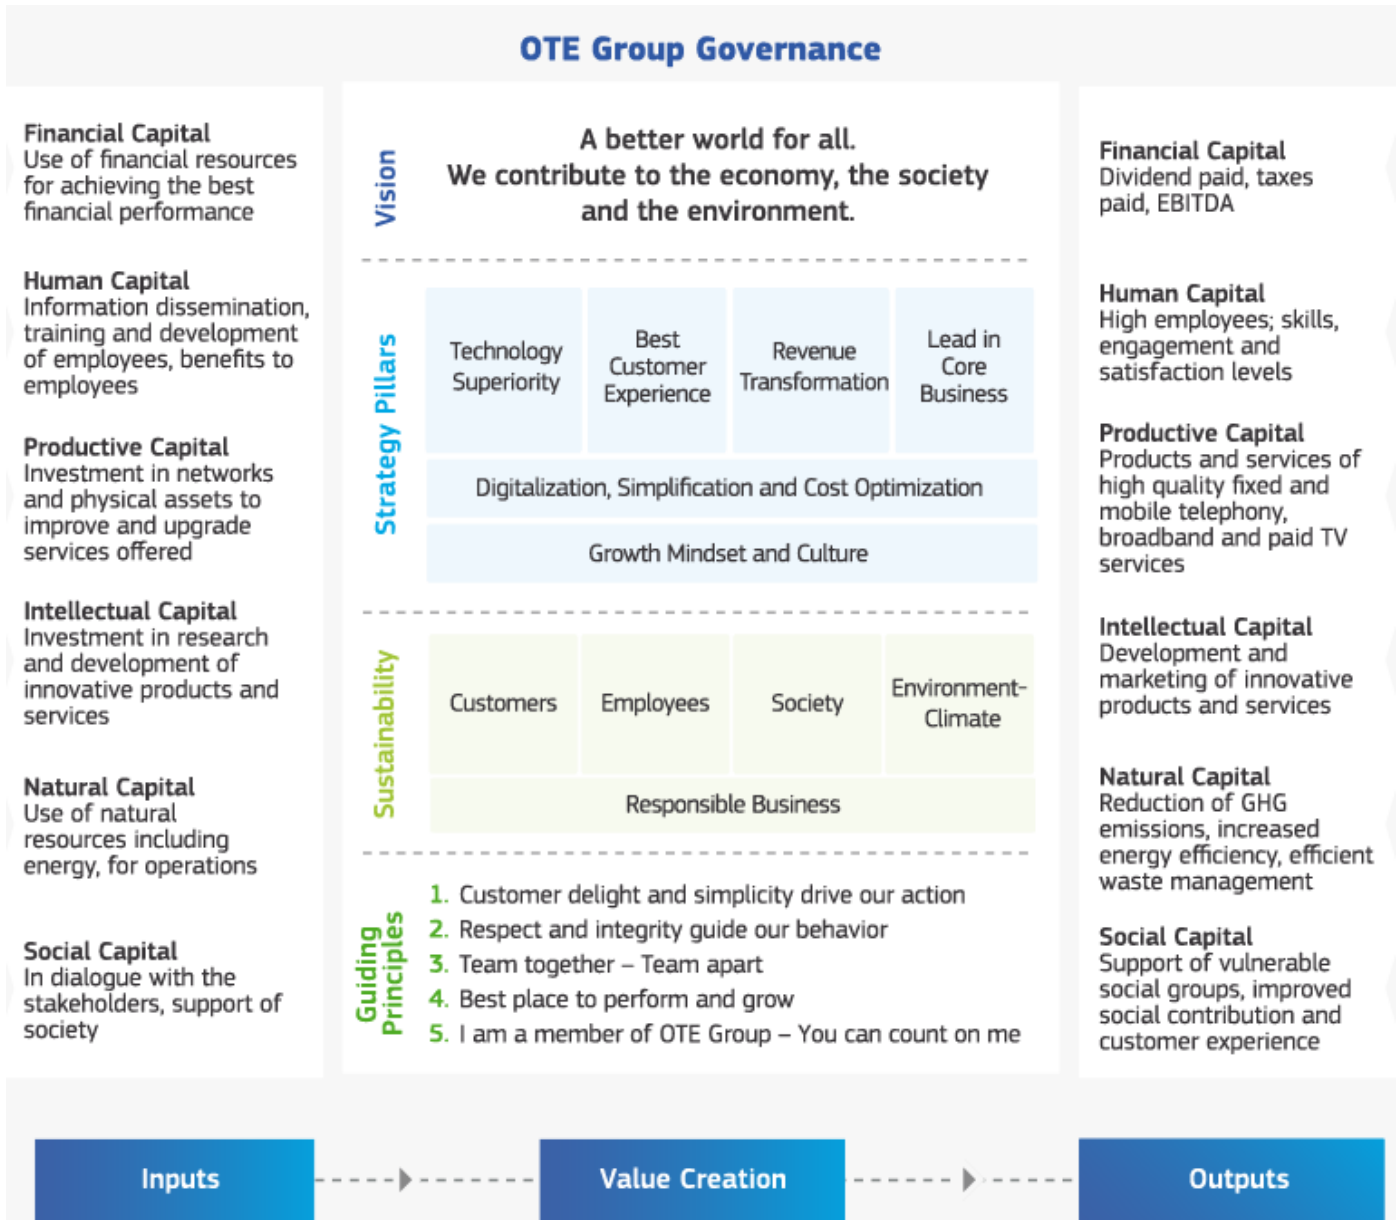 OTE Group Governance
Financial Capital
Use of financial resources
for achieving the best
financial performance
Human Capital
Information dissemination,
training and development
of employees, benefits to
employees
Productive Capital
Investment in networks
and physical assets to
improve and upgrade
services offered
Intellectual Capital
Investment in research
and development of
innovative products and
services
Natural Capital
Use of natural
resources including
energy, for operations
Social Capital
In dialogue with the
stakeholders, support of
society
Vision
A better world for all.
We contribute to the economy, the society
and the environment.
Strategy Pillars
Technology
Superiority
Best
Customer
Experience
Revenue
Transformation
Lead in
Core
Business
Digitalization, Simplification and Cost Optimization
Growth Mindset and Culture
Sustainability
Customers
Employees
Society
Environment-
Climate
Responsible Business
Guiding
Principles
1. Customer delight and simplicity drive our action
2. Respect and integrity guide our behavior
3. Team together – Team apart
4. Best place to perform and grow
5. I am a member of OTE Group – You can count on me
Financial Capital
Dividend paid, taxes
paid, EBITDA
Human Capital
High employees; skills,
engagement and
satisfaction levels
Productive Capital
Products and services of
high quality fixed and
mobile telephony,
broadband and paid TV
services
Intellectual Capital
Development and
marketing of innovative
products and services
Natural Capital
Reduction of GHG
emissions, increased
energy efficiency, efficient
waste management
Social Capital
Support of vulnerable
social groups, improved
social contribution and
customer experience
Inputs
Value Creation
Outputs